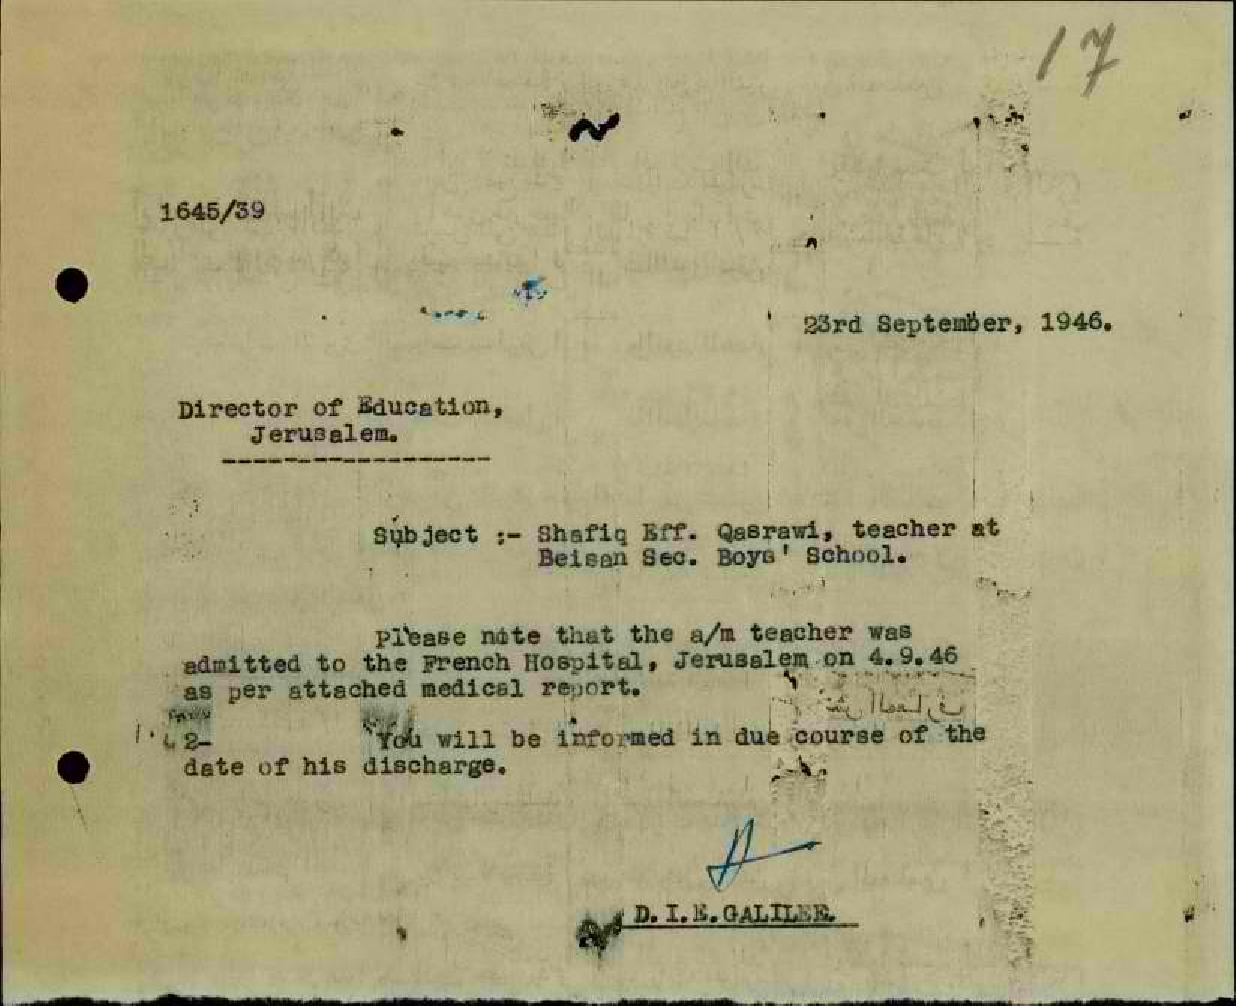 17
1645/39
23rd September, 1946.
Director of Education,
Jerusalem.
Subject :- Shafiq Eff. Qasrawi, teacher at
Beisan Sec. Boys' School.
Please note that the a/m teacher was
admitted to the French Hospital, Jerusalem on 4.9.46
as per attached medical report.
2- You will be informed in due course of the
date of his discharge.
D.I.E.GALILEE.